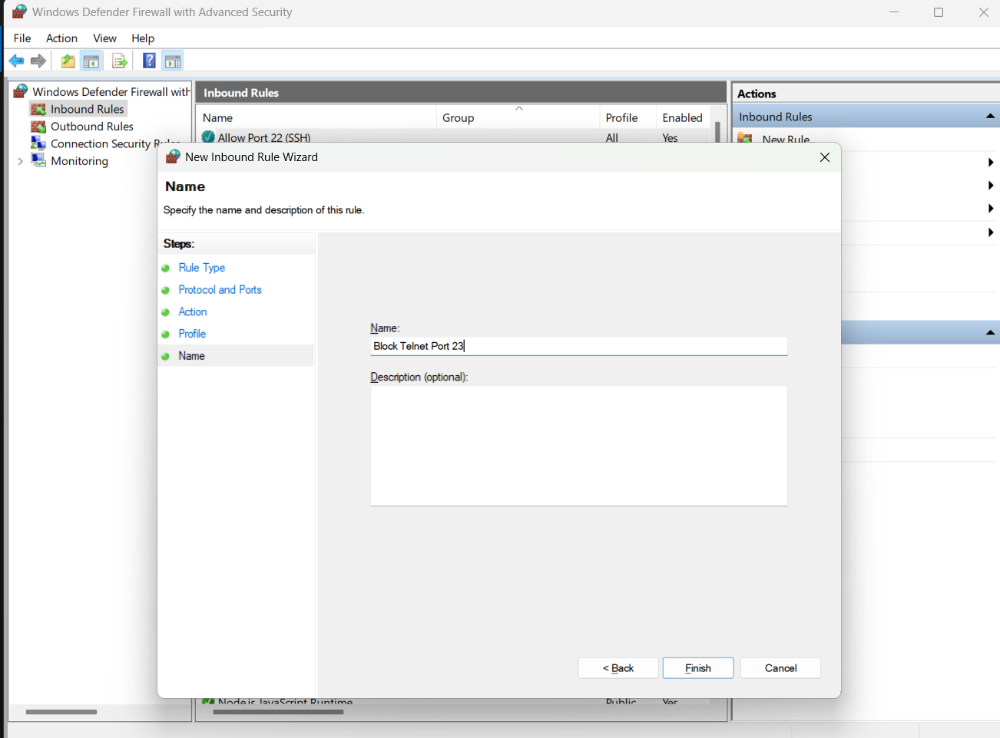 Windows Defender Firewall with Advanced Security
File Action View Help
Windows Defender Firewall with
Inbound Rules
Outbound Rules
Connection Security Rules
Monitoring
Inbound Rules
Name Group Profile Enabled
Allow Port 22 (SSH) All Yes
Actions
Inbound Rules
New Rule...
New Inbound Rule Wizard
Name
Specify the name and description of this rule.
Steps:
Rule Type
Protocol and Ports
Action
Profile
Name
Name:
Block Telnet Port 23
Description (optional):
< Back Finish Cancel
Node.js JavaScript Runtime Public Yes